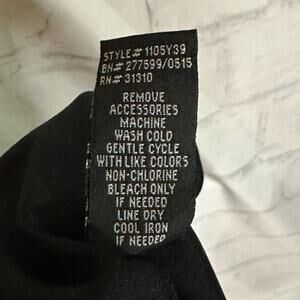 STYLE# 1105Y39
BN# 277599/0515
RN# 31310
REMOVE
ACCESSORIES
MACHINE
WASH COLD
GENTLE CYCLE
WITH LIKE COLORS
NON-CHLORINE
BLEACH ONLY
IF NEEDED
LINE DRY
COOL IRON
IF NEEDED